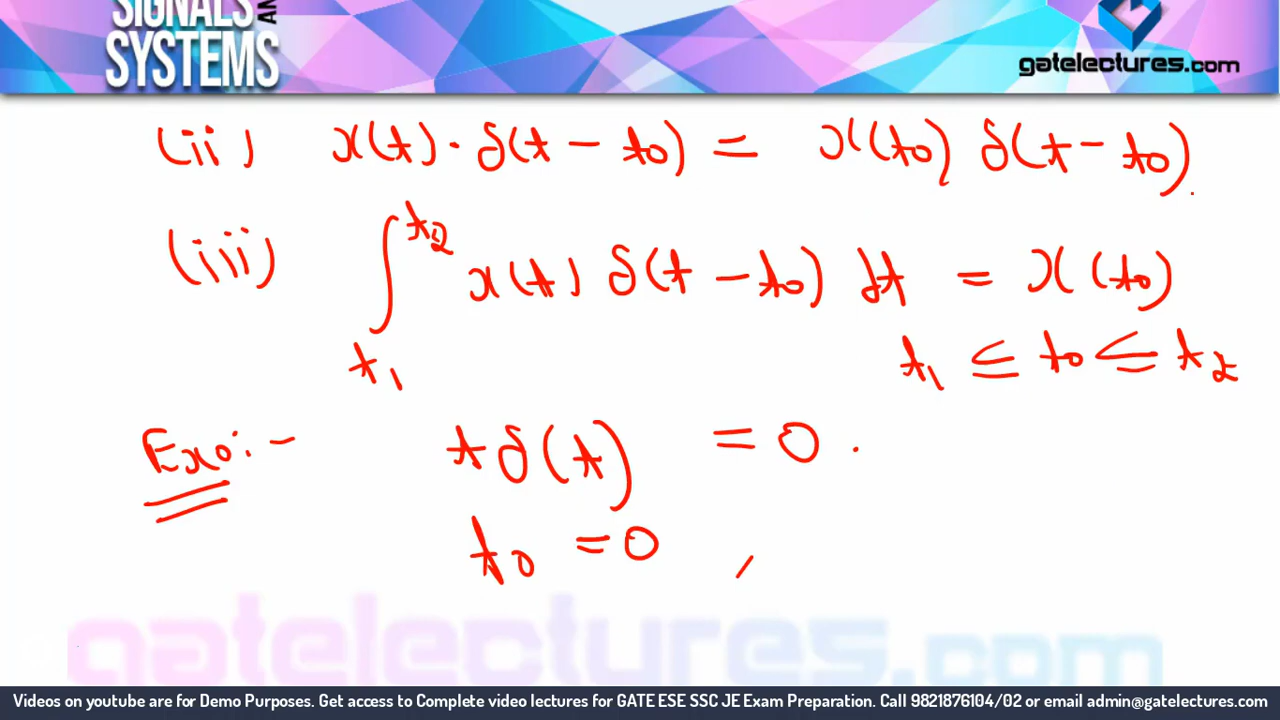 SIGNALS AND
SYSTEMS
gatelectures.com
(ii) x(t) · δ(t - t0) = x(t0) δ(t - t0).
(iii) ∫ t1 t2 x(t) δ(t - t0) dt = x(t0)
t1 ≤ t0 ≤ t2
Exo:- t δ(t) = 0.
t0 = 0 ,
gatelectures.com
Videos on youtube are for Demo Purposes. Get access to Complete video lectures for GATE ESE SSC JE Exam Preparation. Call 9821876104/02 or email admin@gatelectures.com